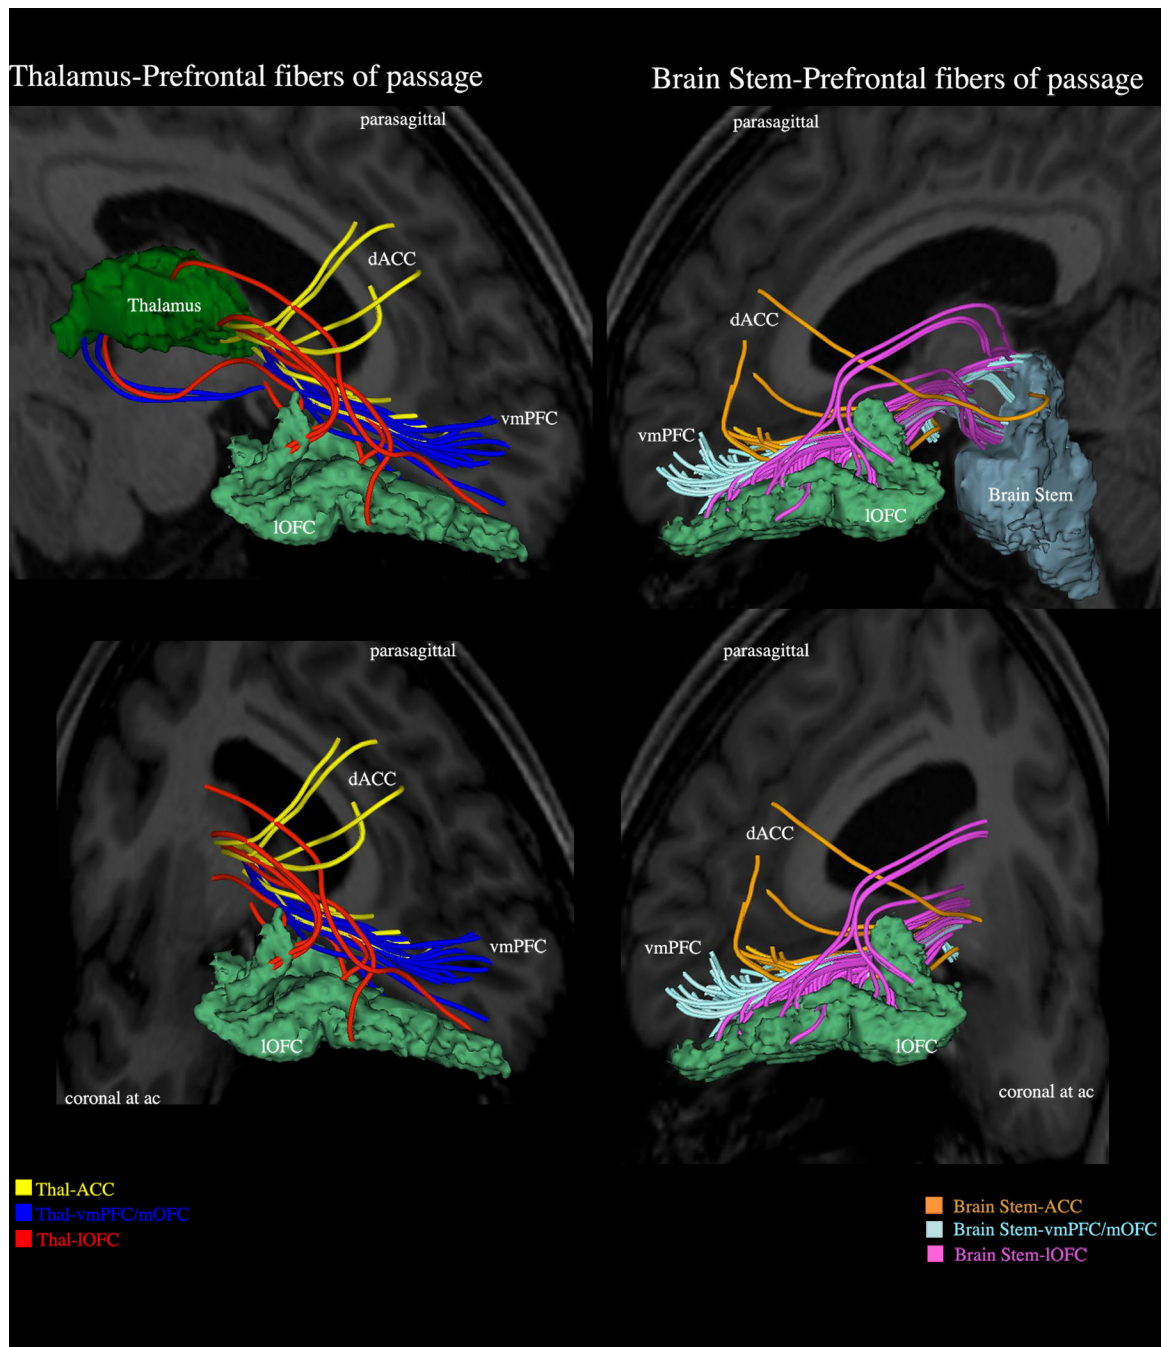 Thalamus-Prefrontal fibers of passage
parasagittal
dACC
Thalamus
vmPFC
lOFC
Brain Stem-Prefrontal fibers of passage
parasagittal
dACC
vmPFC
Brain Stem
lOFC
parasagittal
dACC
vmPFC
lOFC
coronal at ac
parasagittal
dACC
vmPFC
lOFC
coronal at ac
Thal-ACC
Thal-vmPFC/mOFC
Thal-lOFC
Brain Stem-ACC
Brain Stem-vmPFC/mOFC
Brain Stem-lOFC